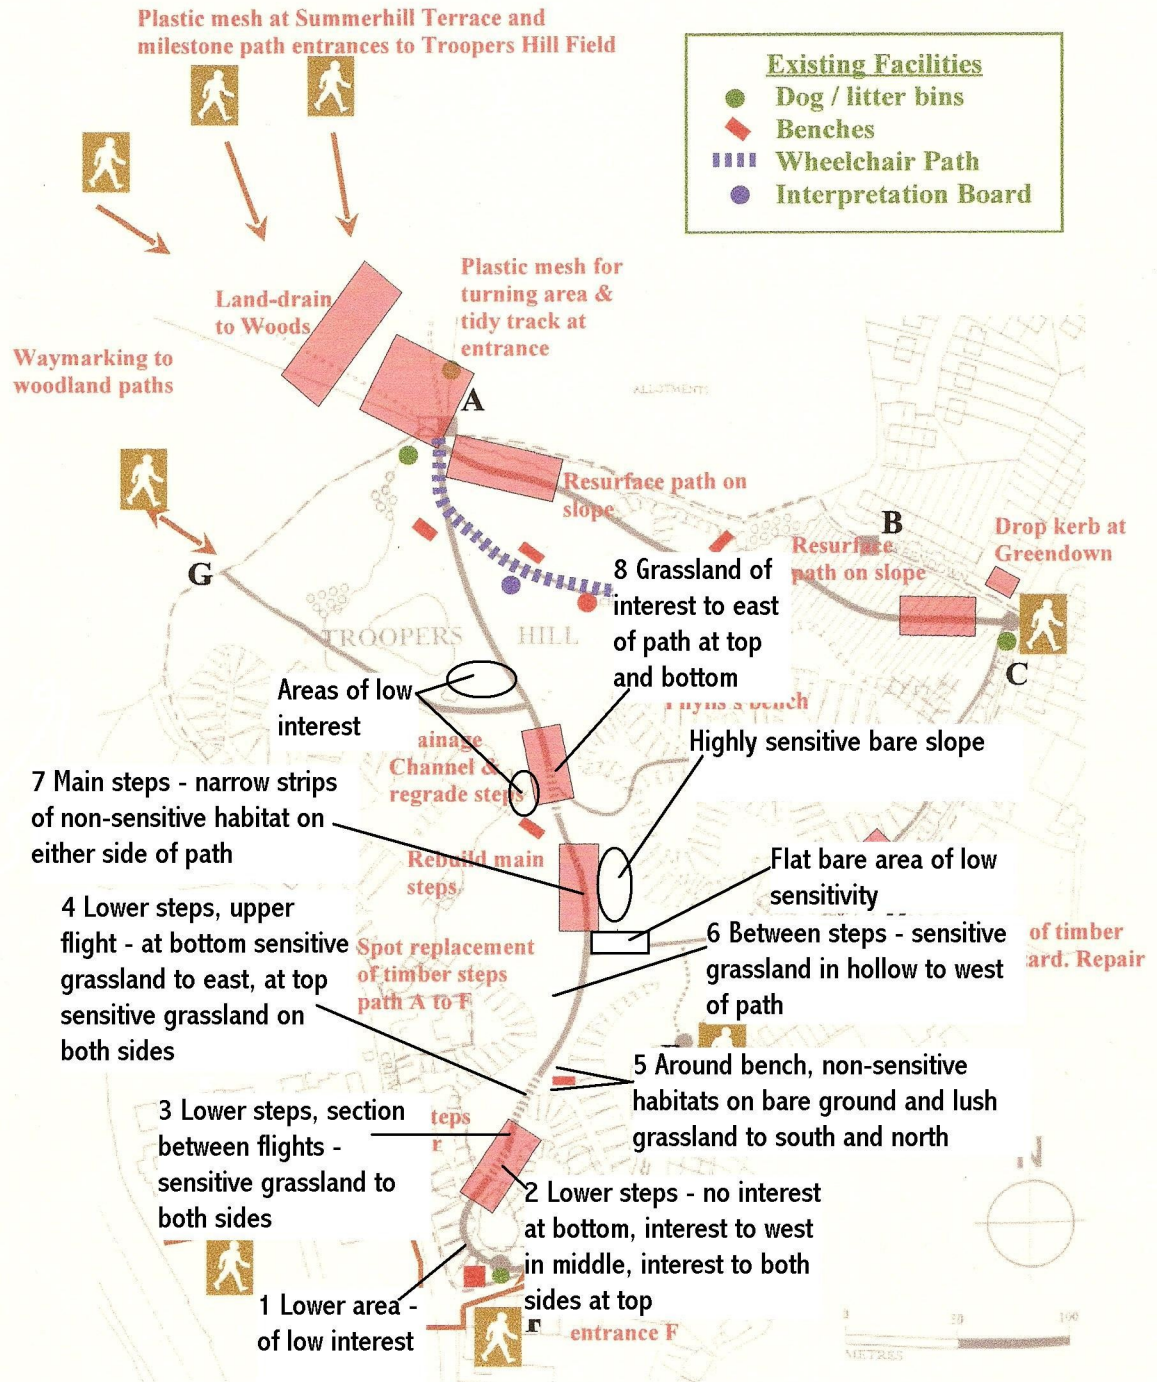 Plastic mesh at Summerhill Terrace and
milestone path entrances to Troopers Hill Field
Existing Facilities
Dog / litter bins
Benches
Wheelchair Path
Interpretation Board
Plastic mesh for
turning area &
tidy track at
entrance
Land-drain
to Woods
Waymarking to
woodland paths
ALLOTMENTS
A
Resurface path on
slope
B
Drop kerb at
Greendown
Resurface
path on slope
G
C
TROOPERS HILL
8 Grassland of
interest to east
of path at top
and bottom
Areas of low
interest
bench
Highly sensitive bare slope
ainage
Channel &
regrade steps
7 Main steps - narrow strips
of non-sensitive habitat on
either side of path
Rebuild main
steps
Flat bare area of low
sensitivity
4 Lower steps, upper
flight - at bottom sensitive
grassland to east, at top
sensitive grassland on
both sides
Spot replacement
of timber steps
path A to F
6 Between steps - sensitive
grassland in hollow to west
of path
of timber
ard. Repair
5 Around bench, non-sensitive
habitats on bare ground and lush
grassland to south and north
3 Lower steps, section
between flights -
sensitive grassland to
both sides
teps
r
N
2 Lower steps - no interest
at bottom, interest to west
in middle, interest to both
sides at top
1 Lower area -
of low interest
entrance F
50 100
METRES